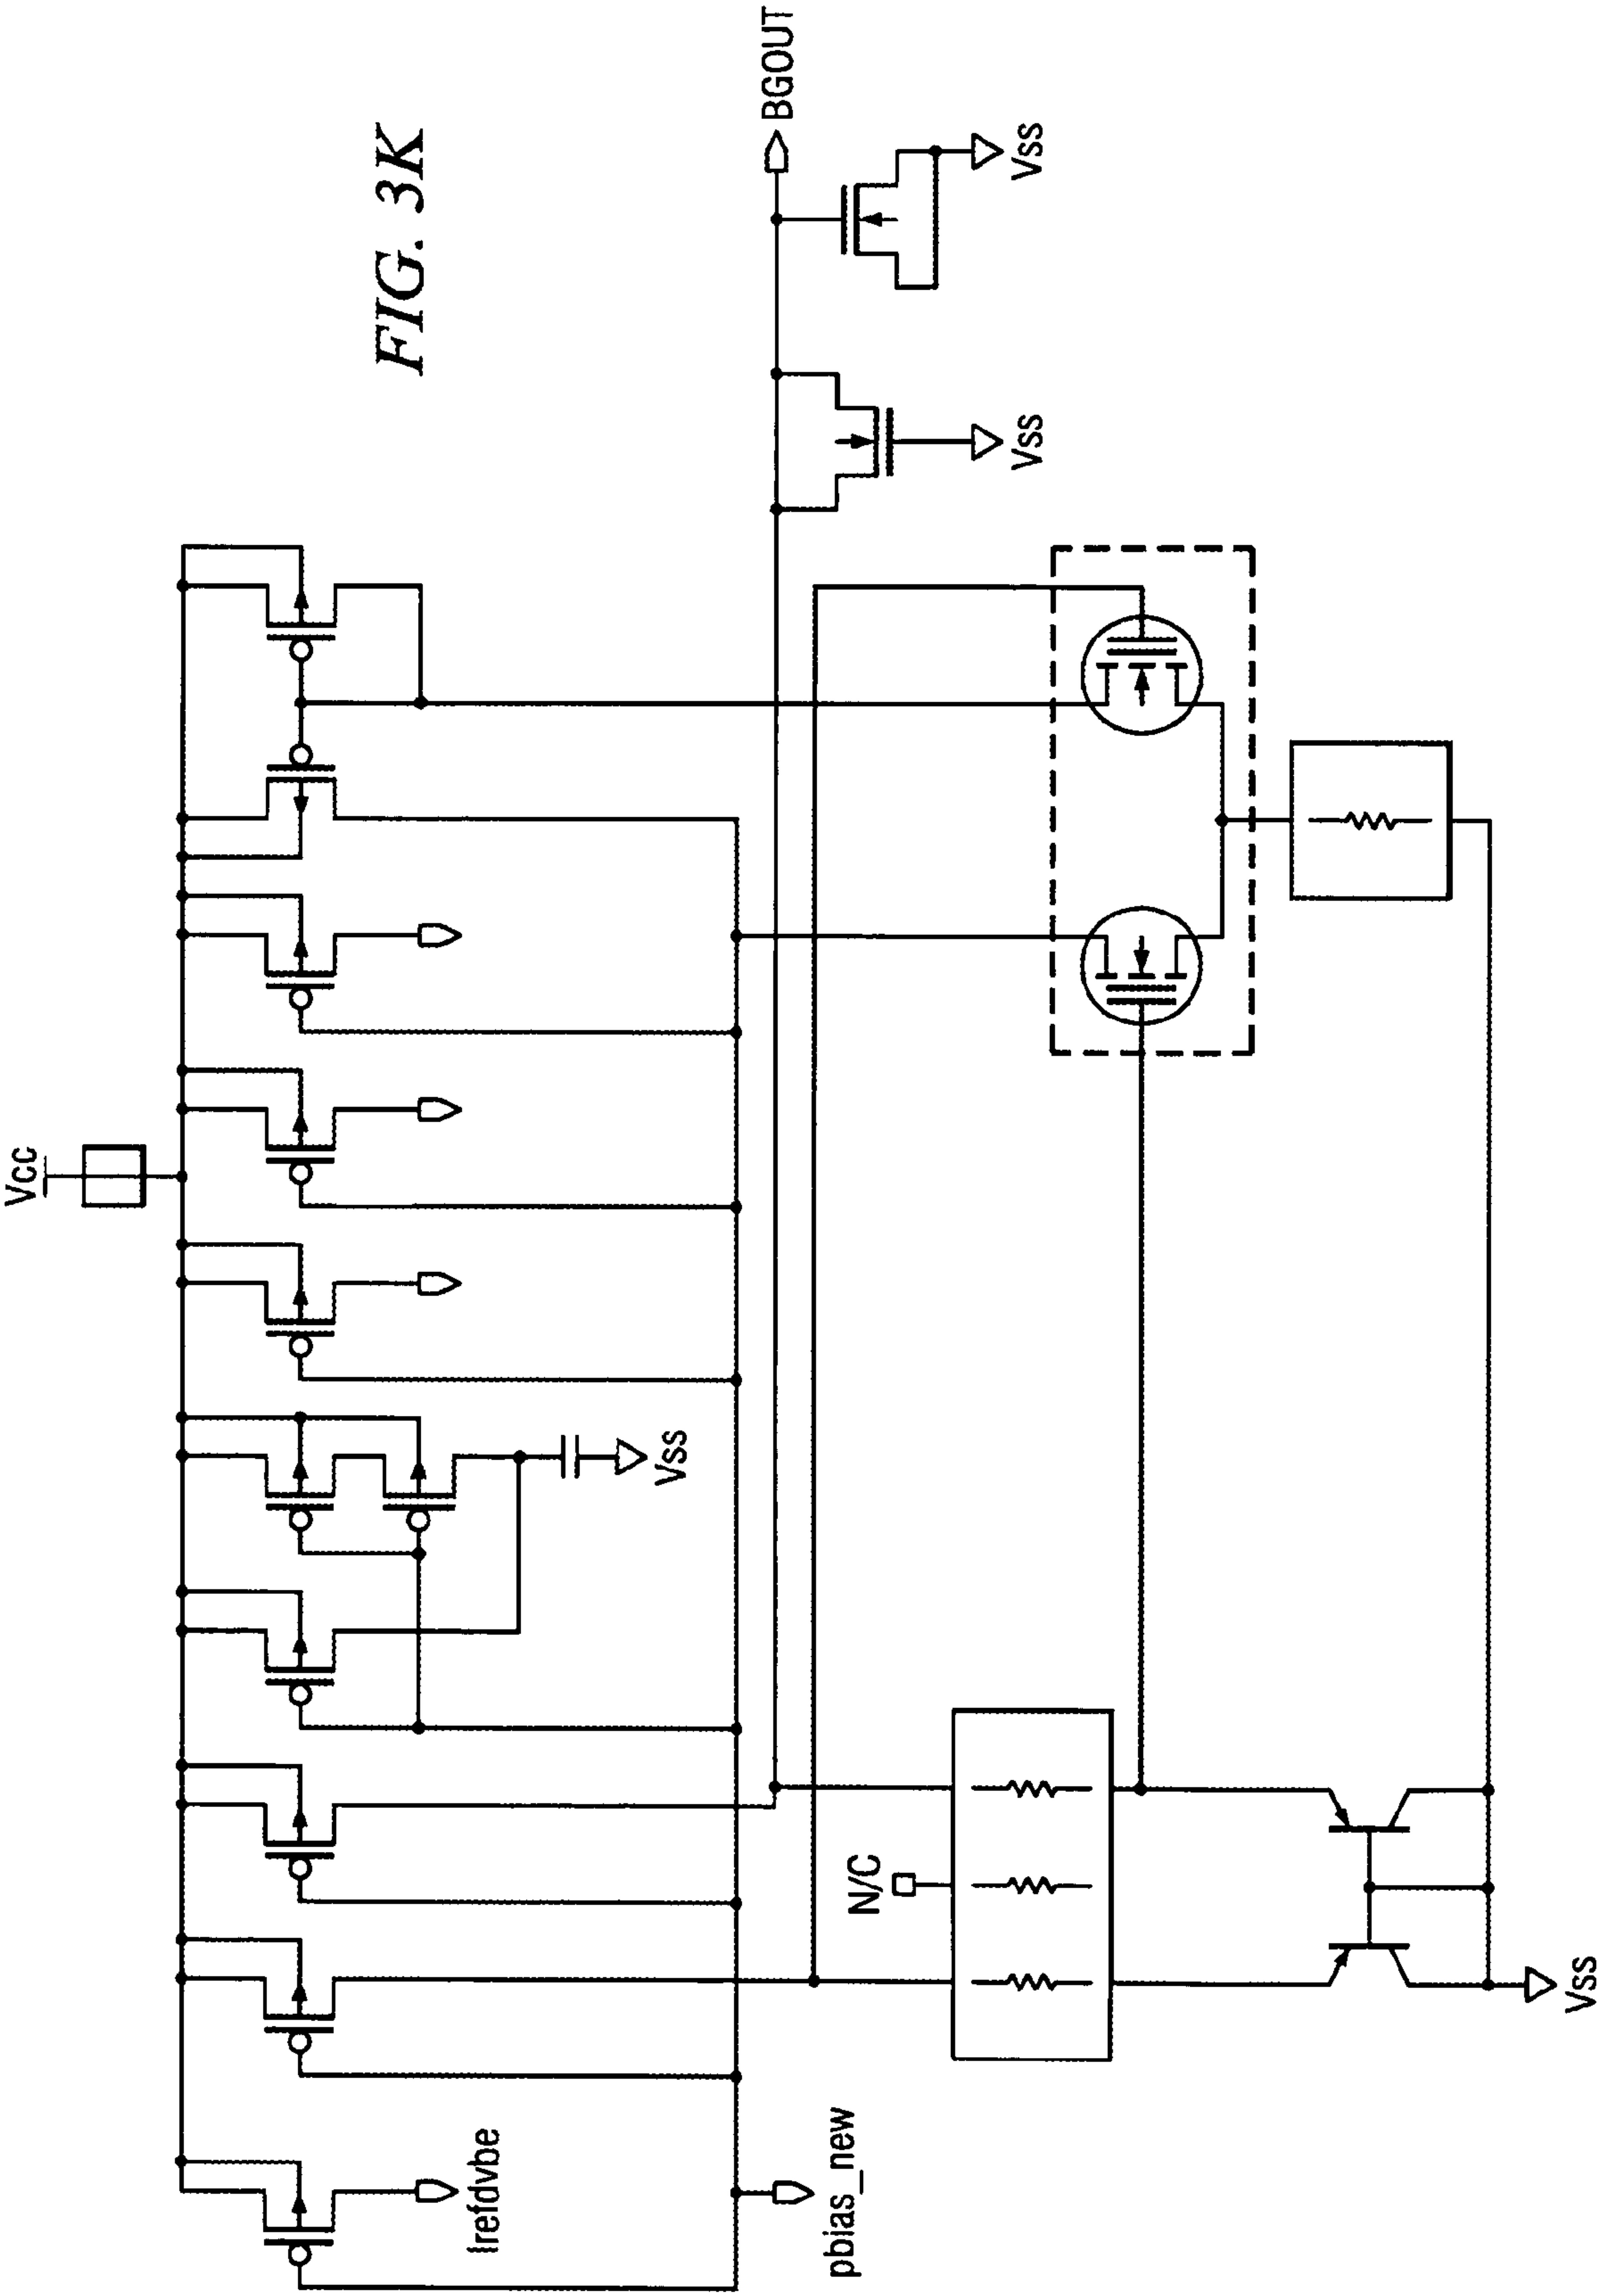 FIG. 3K
Vcc
BGOUT
Vss
Vss
Vss
N/C
Irefdvbe
pbias_new
Vss